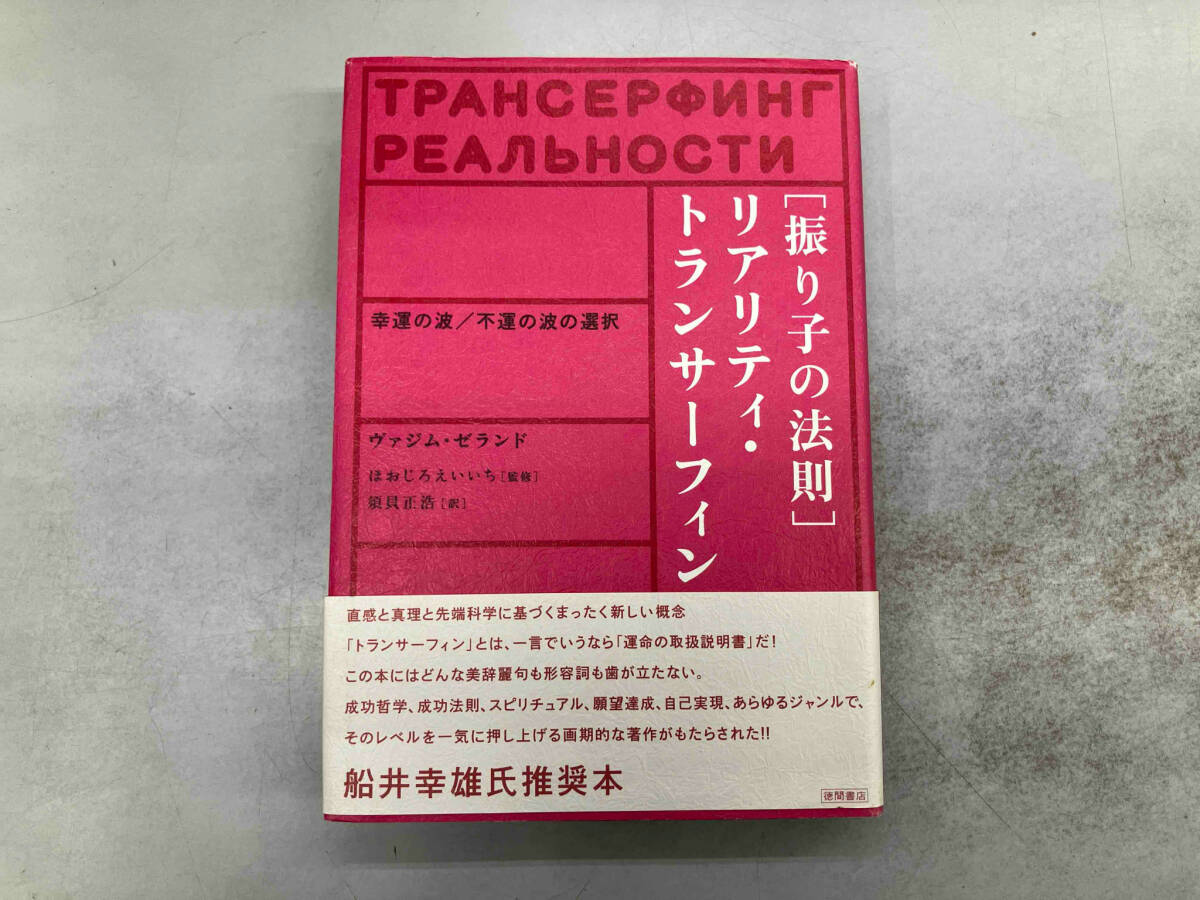 ТРАНСЕРФИНГ
РЕАЛЬНОСТИ
[振り子の法則]
リアリティ・
トランサーフィン
幸運の波/不運の波の選択
ヴァジム・ゼランド
ほおじろえいいち[監修]
須貝正浩[訳]
直感と真理と先端科学に基づくまったく新しい概念
「トランサーフィン」とは、一言でいうなら「運命の取扱説明書」だ!
この本にはどんな美辞麗句も形容詞も歯が立たない。
成功哲学、成功法則、スピリチュアル、願望達成、自己実現、あらゆるジャンルで、
そのレベルを一気に押し上げる画期的な著作がもたらされた!!
船井幸雄氏推奨本
徳間書店